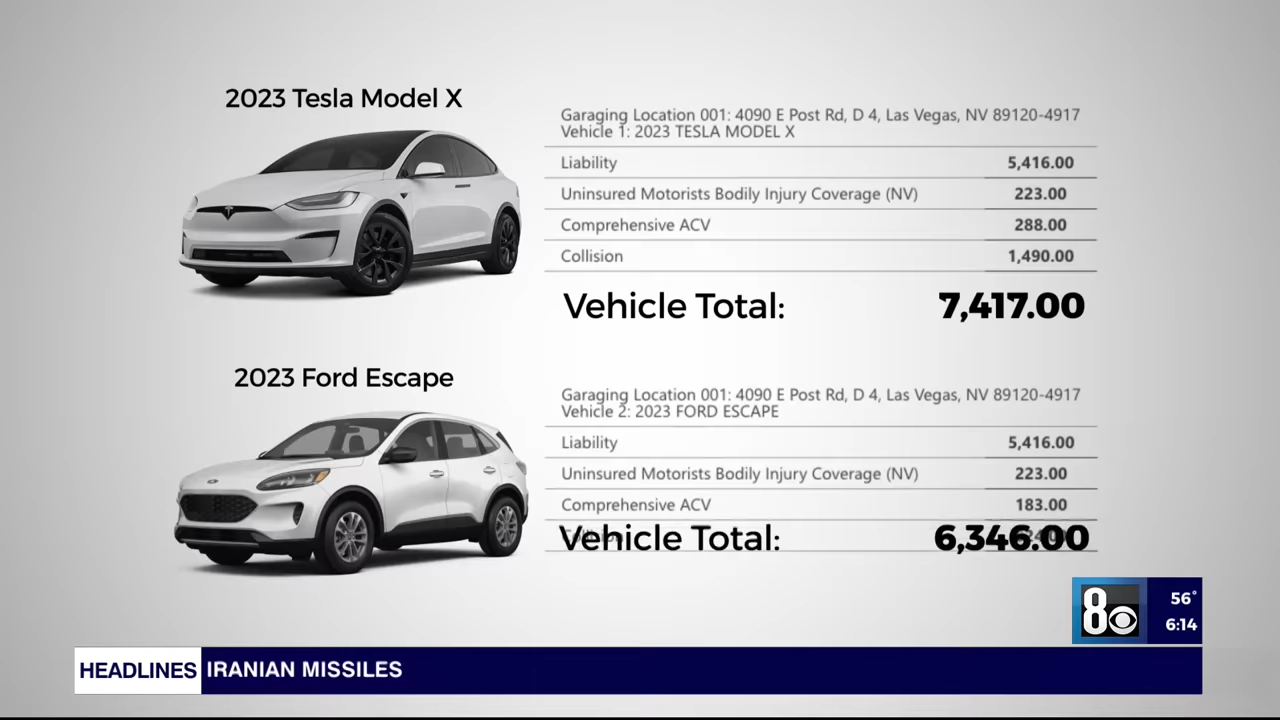 2023 Tesla Model X
Garaging Location 001: 4090 E Post Rd, D 4, Las Vegas, NV 89120-4917
Vehicle 1: 2023 TESLA MODEL X
Liability 5,416.00
Uninsured Motorists Bodily Injury Coverage (NV) 223.00
Comprehensive ACV 288.00
Collision 1,490.00
Vehicle Total: 7,417.00
2023 Ford Escape
Garaging Location 001: 4090 E Post Rd, D 4, Las Vegas, NV 89120-4917
Vehicle 2: 2023 FORD ESCAPE
Liability 5,416.00
Uninsured Motorists Bodily Injury Coverage (NV) 223.00
Comprehensive ACV 183.00
Vehicle Total: 6,346.00
8
56°
6:14
HEADLINES IRANIAN MISSILES